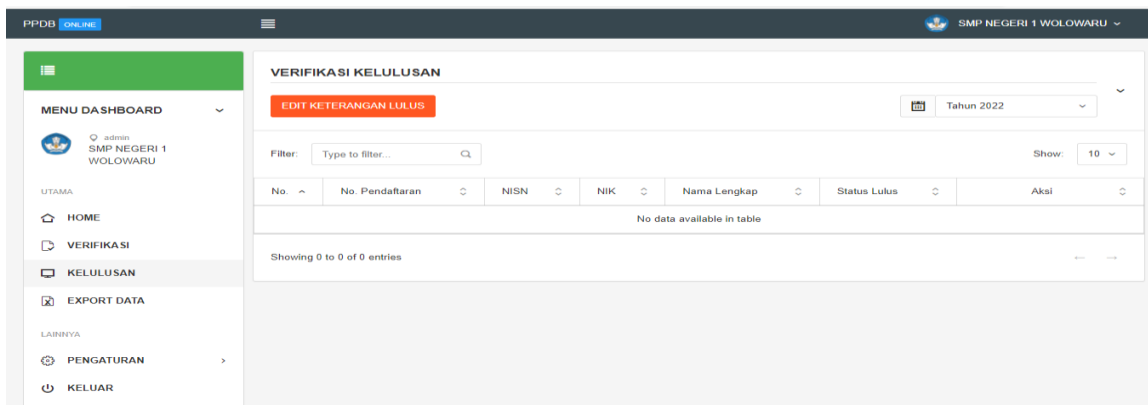 PPDB ONLINE
SMP NEGERI 1 WOLOWARU
MENU DASHBOARD
admin
SMP NEGERI 1
WOLOWARU
UTAMA
HOME
VERIFIKASI
KELULUSAN
EXPORT DATA
LAINNYA
PENGATURAN
KELUAR
VERIFIKASI KELULUSAN
EDIT KETERANGAN LULUS
Tahun 2022
Filter: Type to filter...
Show: 10
No. No. Pendaftaran NISN NIK Nama Lengkap Status Lulus Aksi
No data available in table
Showing 0 to 0 of 0 entries